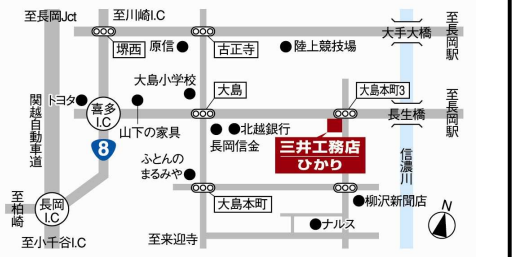 至長岡Jct
至川崎I.C
至長岡駅
堺西
原信
古正寺
陸上競技場
大手大橋
トヨタ
喜多
I.C
山下の家具
大島小学校
大島
大島本町3
長生橋
至長岡駅
関越自動車道
8
長岡信金
北越銀行
三井工務店
ひかり
ふとんの
まるみや
信濃川
大島本町
柳沢新聞店
至柏崎
長岡
I.C
ナルス
N
至小千谷I.C
至来迎寺